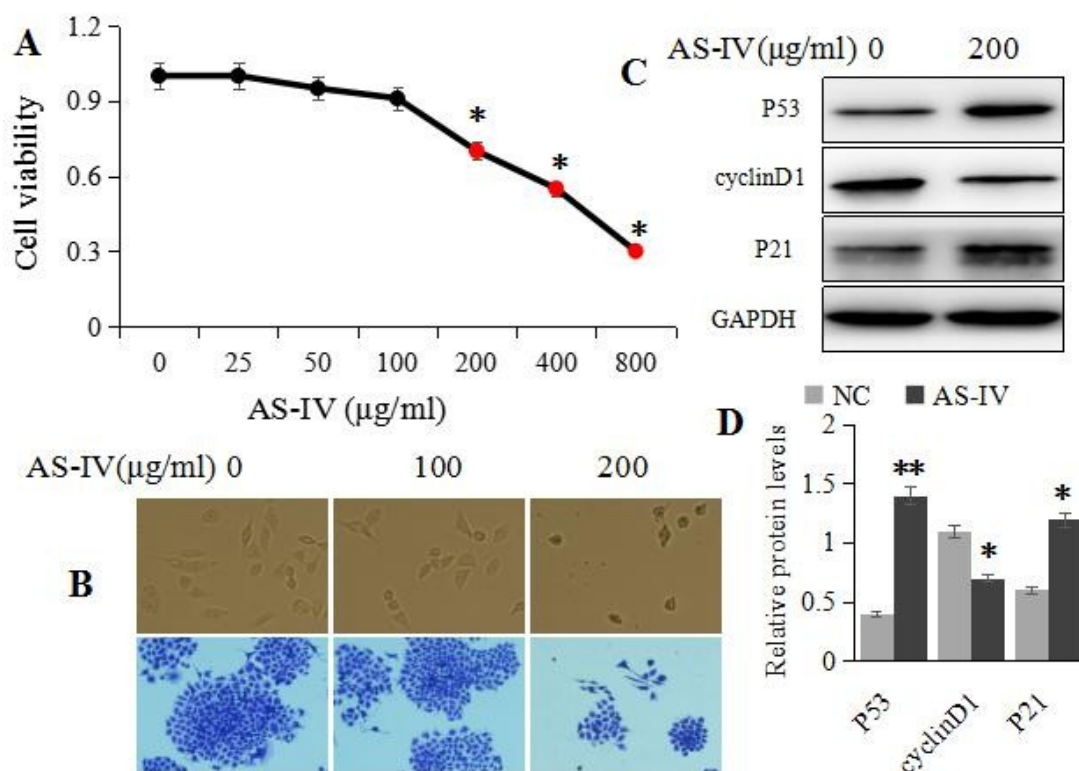 A
Cell viability
1.2
0.9
0.6
0.3
0
*
*
*
0 25 50 100 200 400 800
AS-IV (μg/ml)
AS-IV(μg/ml) 0 100 200
B
AS-IV(μg/ml) 0 200
C
P53
cyclinD1
P21
GAPDH
NC AS-IV
D
Relative protein levels
2
1.5
1
0.5
0
**
*
*
P53 cyclinD1 P21